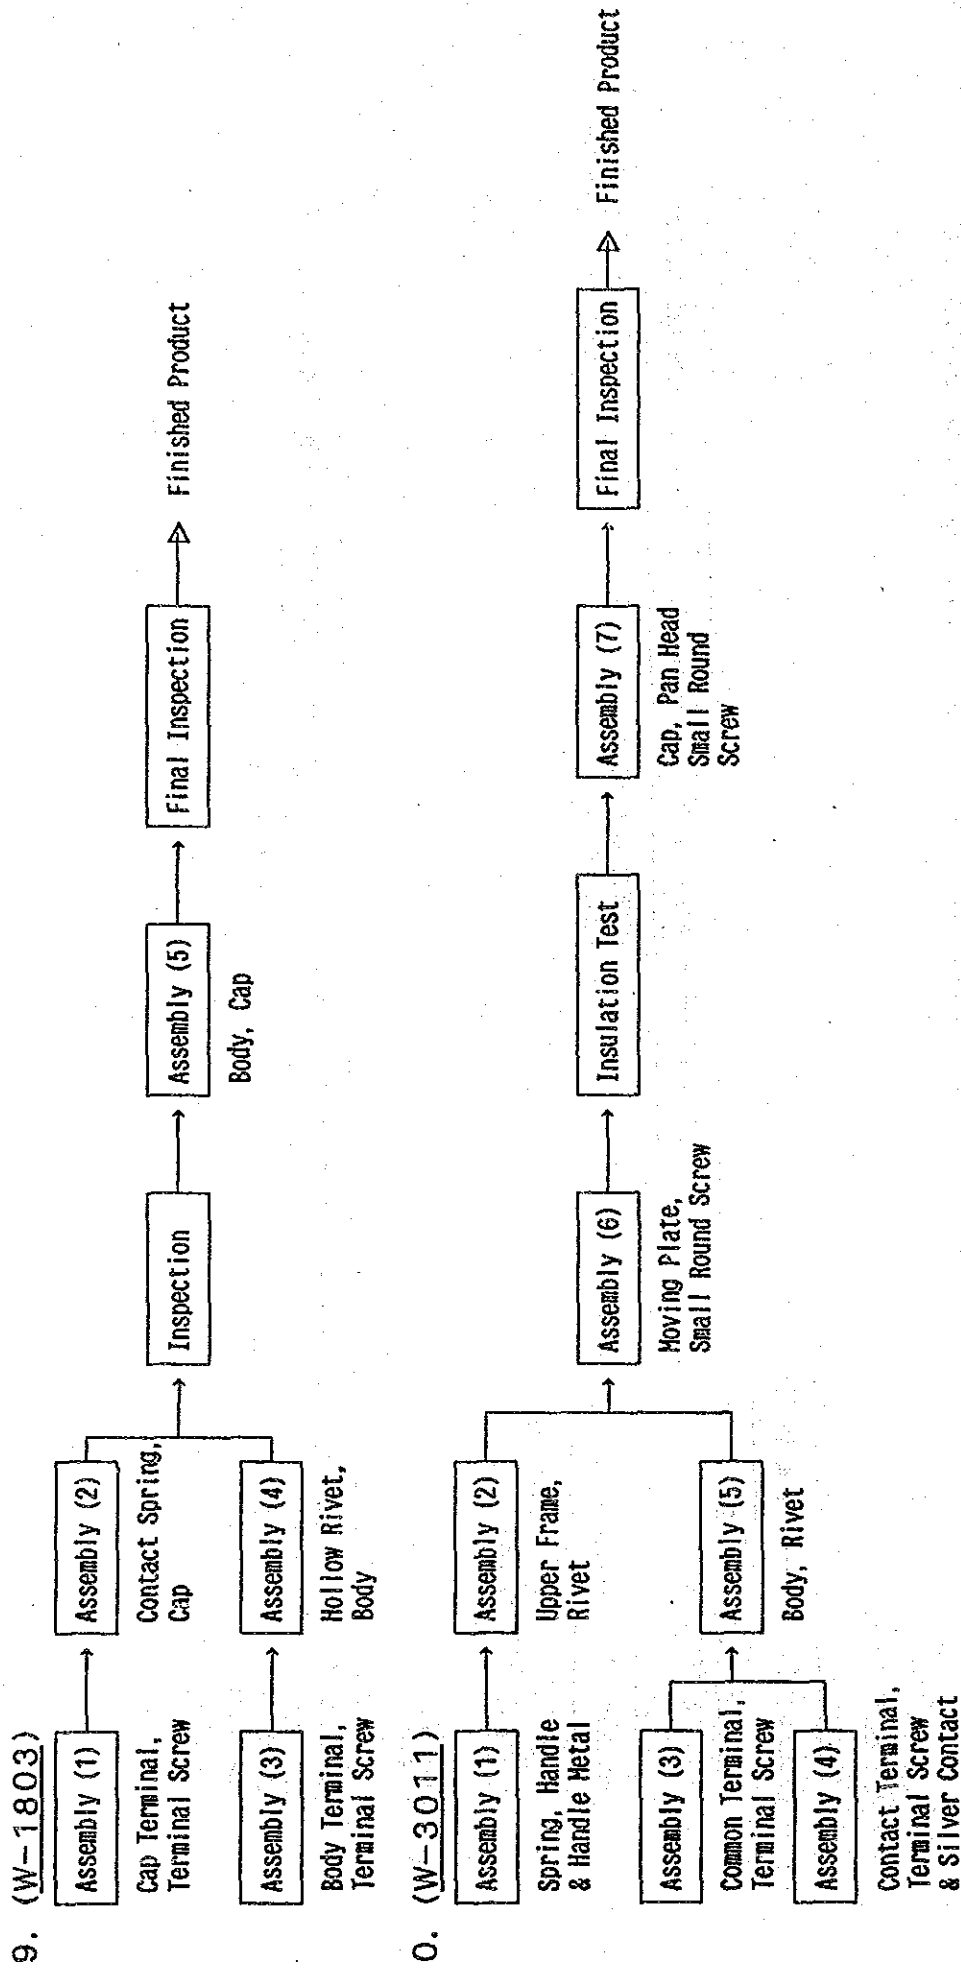 9. (W-1803)
Assembly (1)
Cap Terminal,
Terminal Screw
Assembly (2)
Contact Spring,
Cap
Assembly (3)
Body Terminal,
Terminal Screw
Assembly (4)
Hollow Rivet,
Body
Inspection
Assembly (5)
Body, Cap
Final Inspection
Finished Product
0. (W-3011)
Assembly (1)
Spring, Handle
& Handle Metal
Assembly (2)
Upper Frame,
Rivet
Assembly (3)
Common Terminal,
Terminal Screw
Assembly (4)
Contact Terminal,
Terminal Screw
& Silver Contact
Assembly (5)
Body, Rivet
Assembly (6)
Moving Plate,
Small Round Screw
Insulation Test
Assembly (7)
Cap, Pan Head
Small Round
Screw
Final Inspection
Finished Product